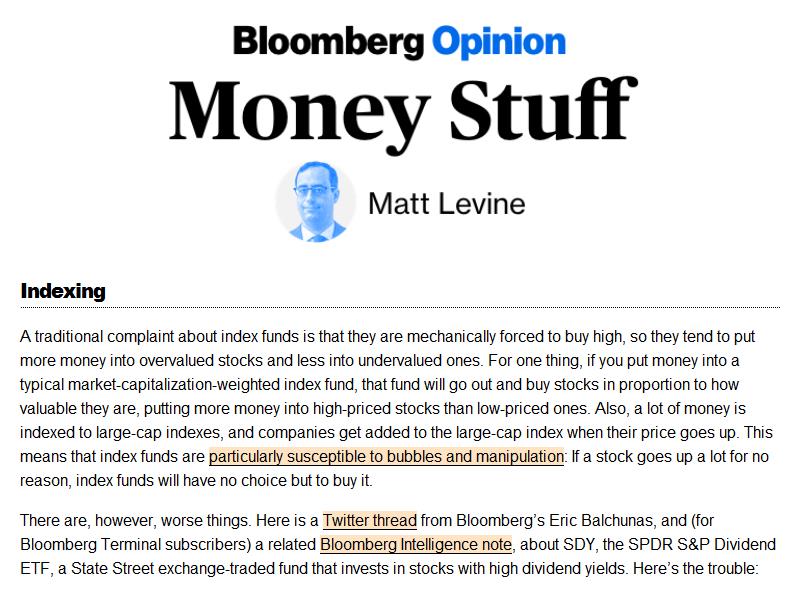 Bloomberg Opinion
Money Stuff
Matt Levine
Indexing
A traditional complaint about index funds is that they are mechanically forced to buy high, so they tend to put
more money into overvalued stocks and less into undervalued ones. For one thing, if you put money into a
typical market-capitalization-weighted index fund, that fund will go out and buy stocks in proportion to how
valuable they are, putting more money into high-priced stocks than low-priced ones. Also, a lot of money is
indexed to large-cap indexes, and companies get added to the large-cap index when their price goes up. This
means that index funds are particularly susceptible to bubbles and manipulation: If a stock goes up a lot for no
reason, index funds will have no choice but to buy it.
There are, however, worse things. Here is a Twitter thread from Bloomberg’s Eric Balchunas, and (for
Bloomberg Terminal subscribers) a related Bloomberg Intelligence note, about SDY, the SPDR S&P Dividend
ETF, a State Street exchange-traded fund that invests in stocks with high dividend yields. Here’s the trouble: